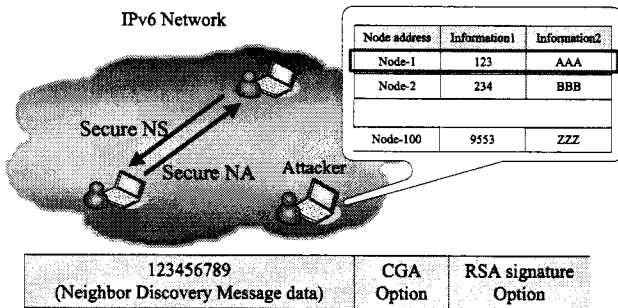 IPv6 Network
Node address Information1 Information2
Node-1 123 AAA
Node-2 234 BBB
Node-100 9553 ZZZ
Secure NS
Secure NA
Attacker
123456789
(Neighbor Discovery Message data)
CGA
Option
RSA signature
Option